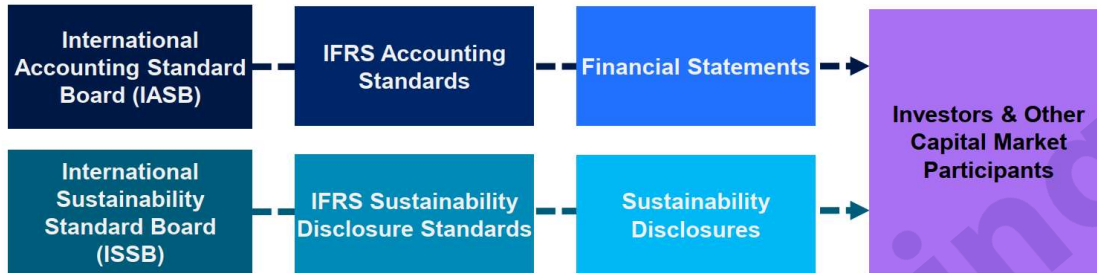 International
Accounting Standard
Board (IASB)
IFRS Accounting
Standards
Financial Statements
International
Sustainability
Standard Board
(ISSB)
IFRS Sustainability
Disclosure Standards
Sustainability
Disclosures
Investors & Other
Capital Market
Participants